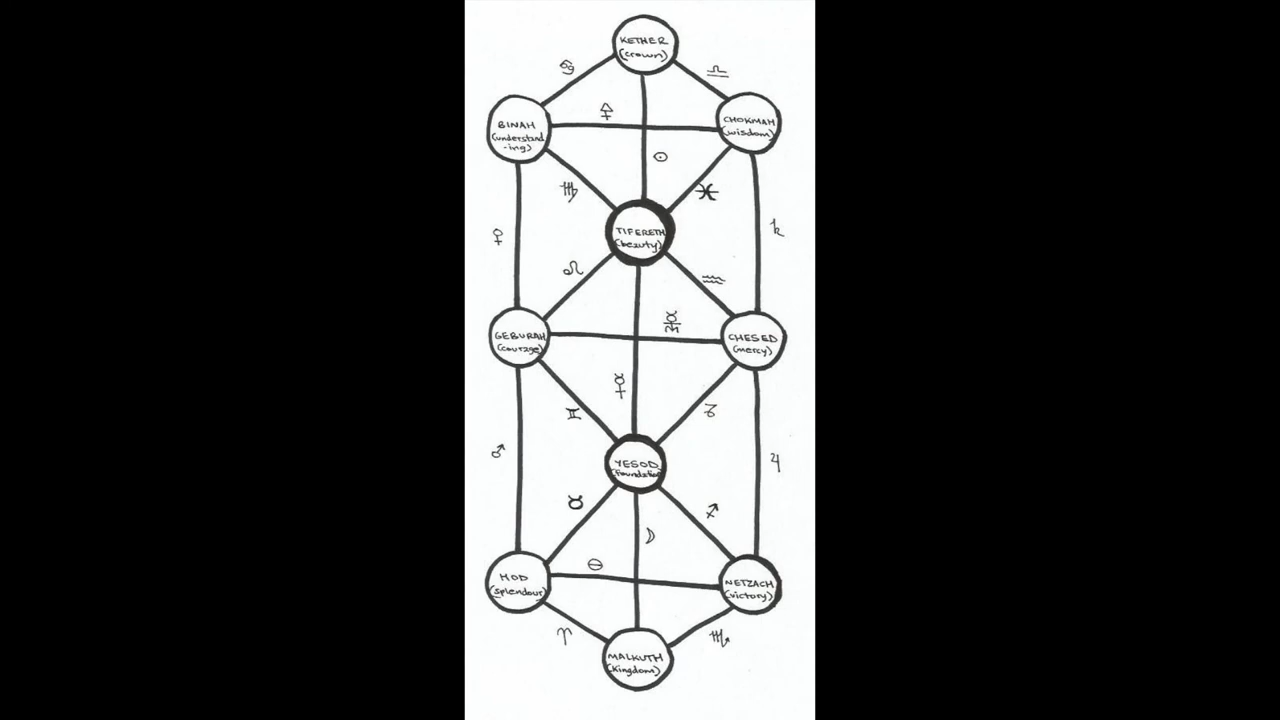 KETHER
(crown)
♋ ♎
BINAH
(understand
-ing)
🜍
CHOKMAH
(wisdom)
☉
♍ ♓
♀
TIFERETH
(beauty)
♄
♌ ♒
GEBURAH
(courage)
CHESED
(mercy)
☿
♊ ♑
♂
YESOD
(foundation)
♃
♉ ♐
☽
HOD
(splendour)
🜔
NETZACH
(victory)
♈ ♏
MALKUTH
(kingdom)